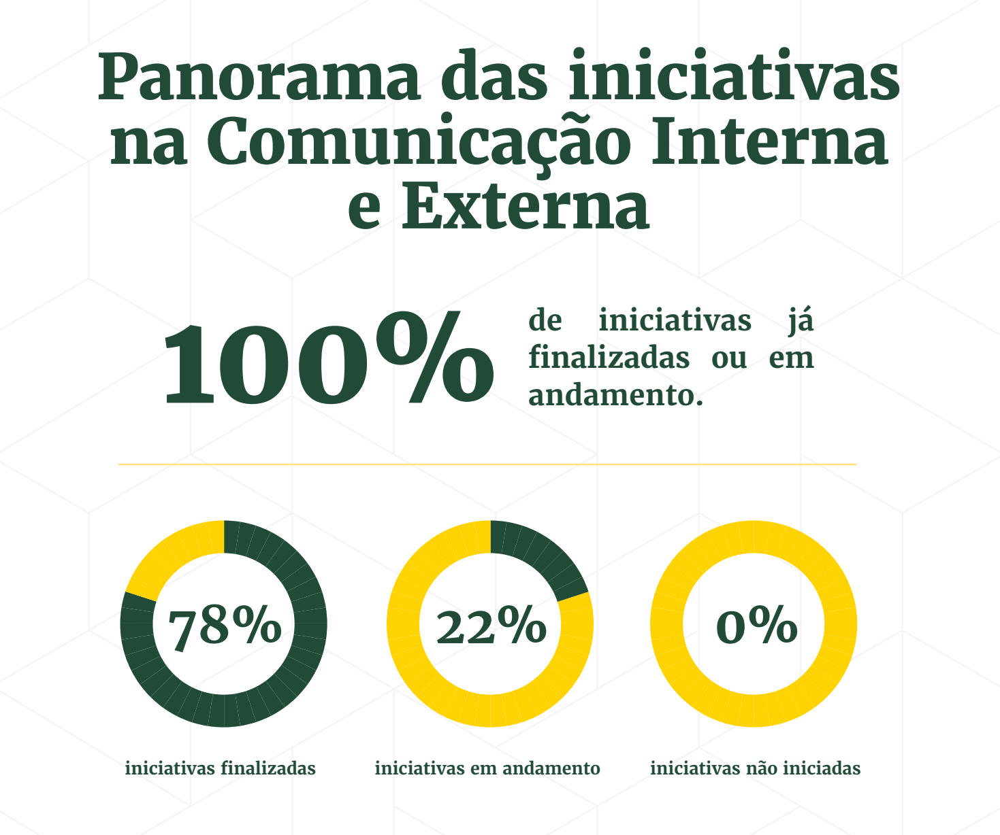 Panorama das iniciativas
na Comunicação Interna
e Externa
100%
de iniciativas já
finalizadas ou em
andamento.
78%
22%
0%
iniciativas finalizadas
iniciativas em andamento
iniciativas não iniciadas